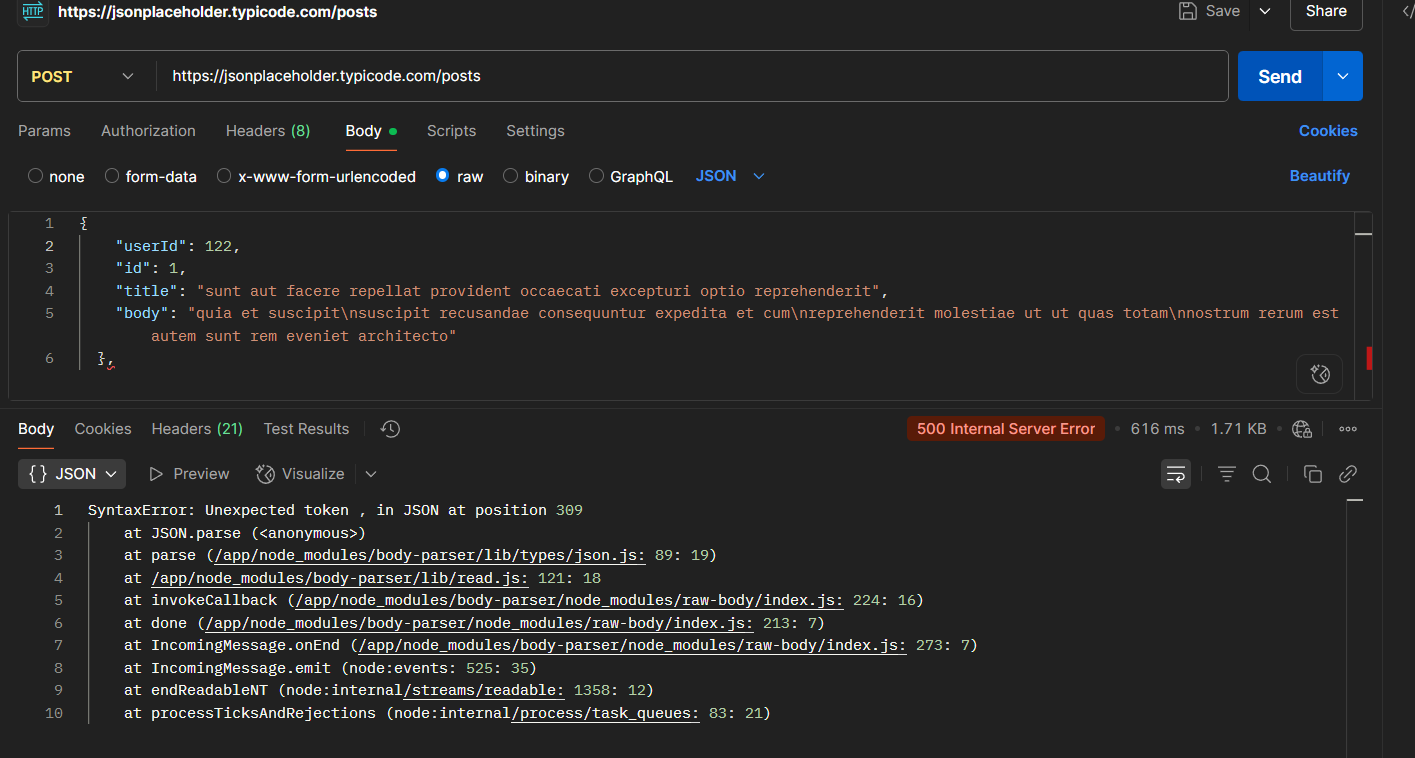 HTTP https://jsonplaceholder.typicode.com/posts Save Share </
POST https://jsonplaceholder.typicode.com/posts Send
Params Authorization Headers (8) Body Scripts Settings Cookies
none form-data x-www-form-urlencoded raw binary GraphQL JSON Beautify
1 {
2 "userId": 122,
3 "id": 1,
4 "title": "sunt aut facere repellat provident occaecati excepturi optio reprehenderit",
5 "body": "quia et suscipit\nsuscipit recusandae consequuntur expedita et cum\nreprehenderit molestiae ut ut quas totam\nnostrum rerum est
autem sunt rem eveniet architecto"
6 },
Body Cookies Headers (21) Test Results 500 Internal Server Error • 616 ms • 1.71 KB •
{} JSON Preview Visualize
1 SyntaxError: Unexpected token , in JSON at position 309
2 at JSON.parse (<anonymous>)
3 at parse (/app/node_modules/body-parser/lib/types/json.js: 89: 19)
4 at /app/node_modules/body-parser/lib/read.js: 121: 18
5 at invokeCallback (/app/node_modules/body-parser/node_modules/raw-body/index.js: 224: 16)
6 at done (/app/node_modules/body-parser/node_modules/raw-body/index.js: 213: 7)
7 at IncomingMessage.onEnd (/app/node_modules/body-parser/node_modules/raw-body/index.js: 273: 7)
8 at IncomingMessage.emit (node:events: 525: 35)
9 at endReadableNT (node:internal/streams/readable: 1358: 12)
10 at processTicksAndRejections (node:internal/process/task_queues: 83: 21)